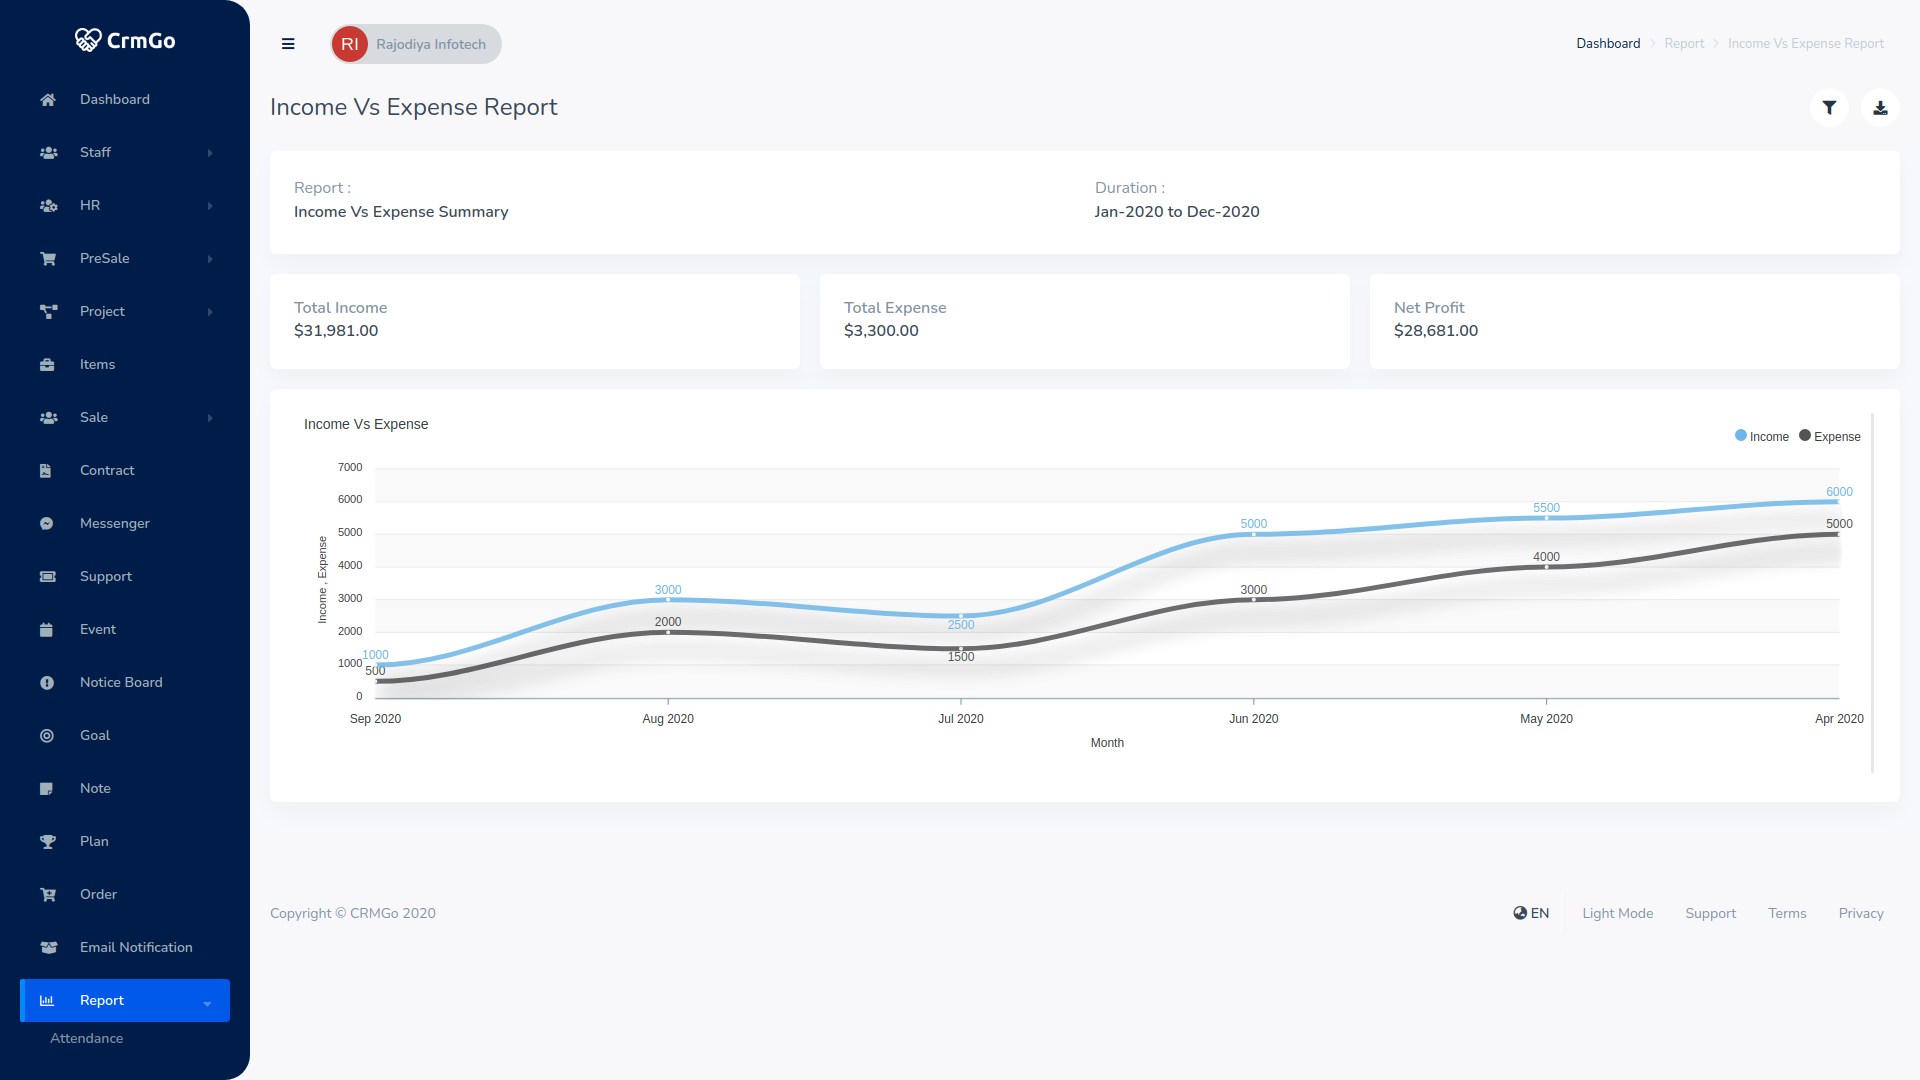 CrmGo
Dashboard
Staff
HR
PreSale
Project
Items
Sale
Contract
Messenger
Support
Event
Notice Board
Goal
Note
Plan
Order
Email Notification
Report
Attendance
RI Rajodiya Infotech
Dashboard Report Income Vs Expense Report
Income Vs Expense Report
Report :
Income Vs Expense Summary
Duration :
Jan-2020 to Dec-2020
Total Income
$31,981.00
Total Expense
$3,300.00
Net Profit
$28,681.00
Income Vs Expense
Income Expense
7000
6000
5000
4000
3000
2000
1000
0
Income , Expense
1000
3000
2500
5000
5500
6000
500
2000
1500
3000
4000
5000
Sep 2020 Aug 2020 Jul 2020 Jun 2020 May 2020 Apr 2020
Month
Copyright © CRMGo 2020
EN Light Mode Support Terms Privacy